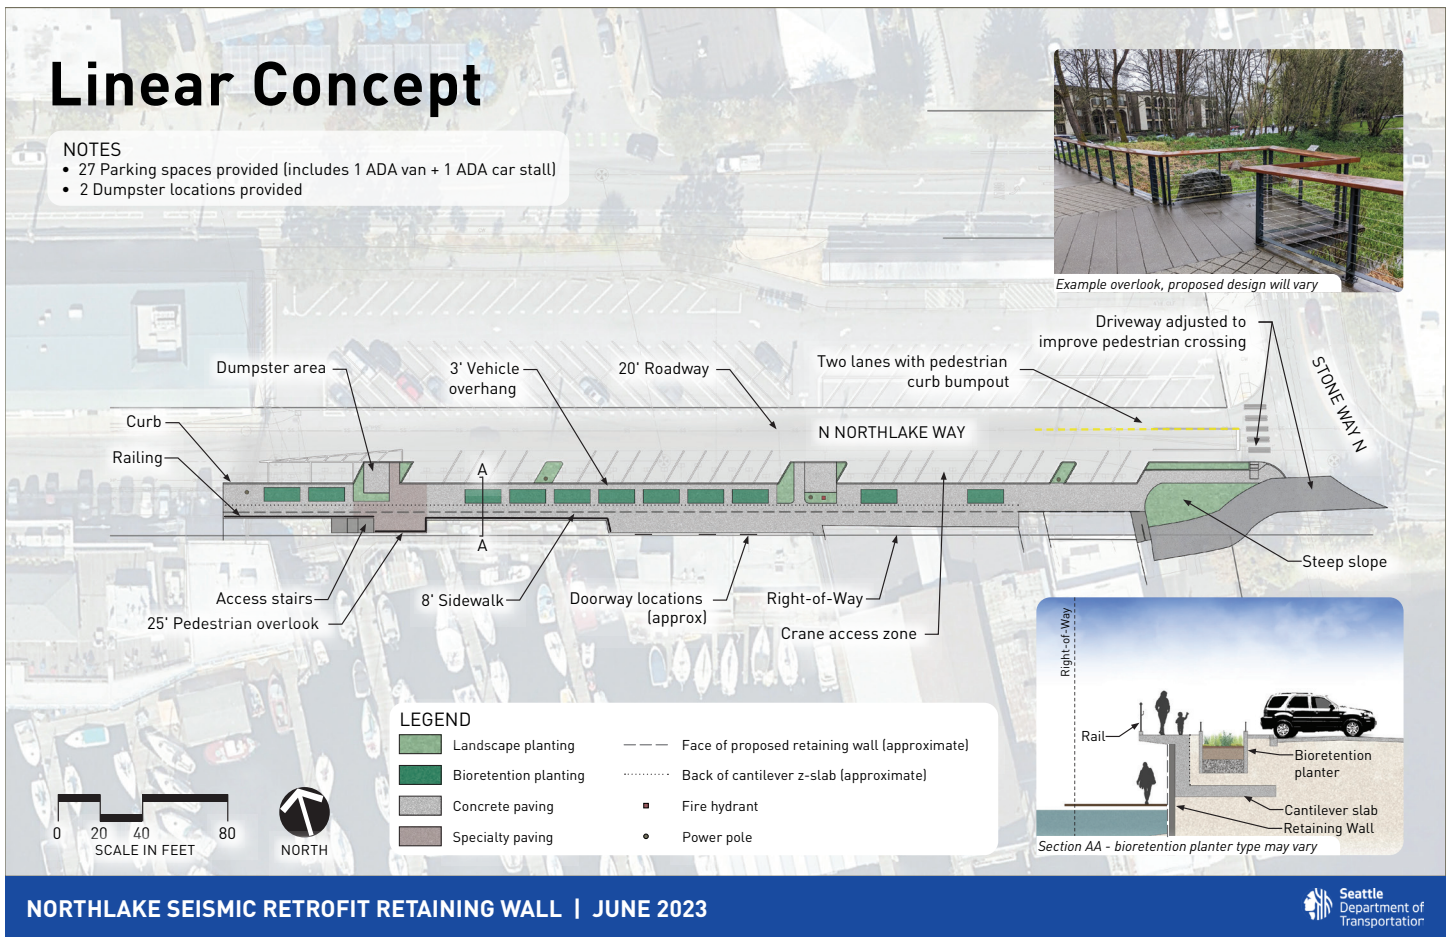 Linear Concept
NOTES
• 27 Parking spaces provided (includes 1 ADA van + 1 ADA car stall)
• 2 Dumpster locations provided
Example overlook, proposed design will vary
Driveway adjusted to
improve pedestrian crossing
Two lanes with pedestrian
curb bumpout
STONE WAY N
Dumpster area
3' Vehicle
overhang
20' Roadway
Curb
Railing
N NORTHLAKE WAY
A
A
Steep slope
Access stairs
25' Pedestrian overlook
8' Sidewalk
Doorway locations
(approx)
Right-of-Way
Crane access zone
LEGEND
Landscape planting
Bioretention planting
Concrete paving
Specialty paving
Face of proposed retaining wall (approximate)
Back of cantilever z-slab (approximate)
Fire hydrant
Power pole
0 20 40 80
SCALE IN FEET
NORTH
Right-of-Way
Rail
Bioretention
planter
Cantilever slab
Retaining Wall
Section AA - bioretention planter type may vary
NORTHLAKE SEISMIC RETROFIT RETAINING WALL | JUNE 2023
Seattle
Department of
Transportation